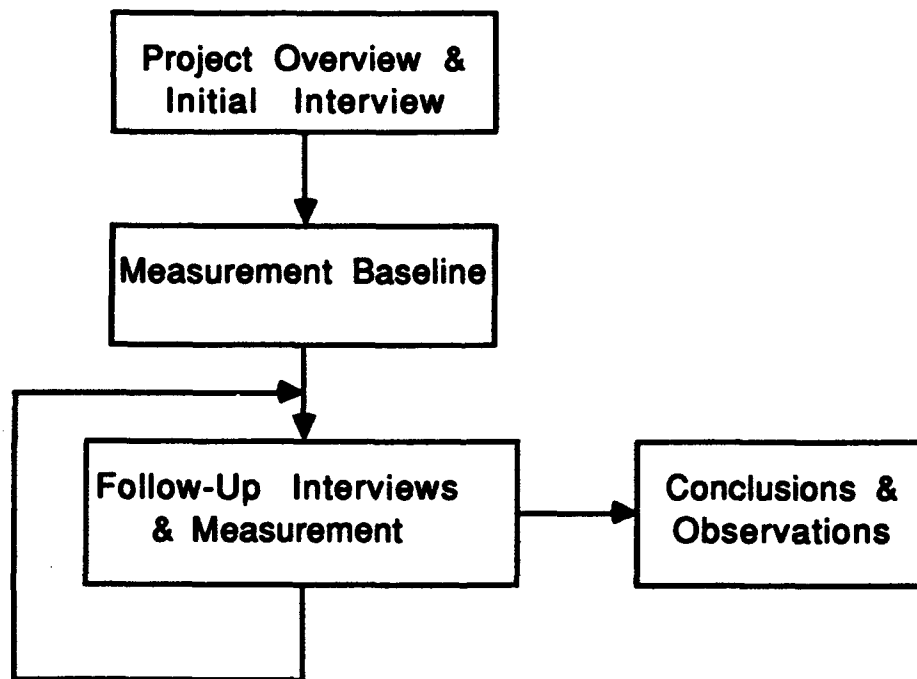 Project Overview &
Initial Interview
Measurement Baseline
Follow-Up Interviews
& Measurement
Conclusions &
Observations